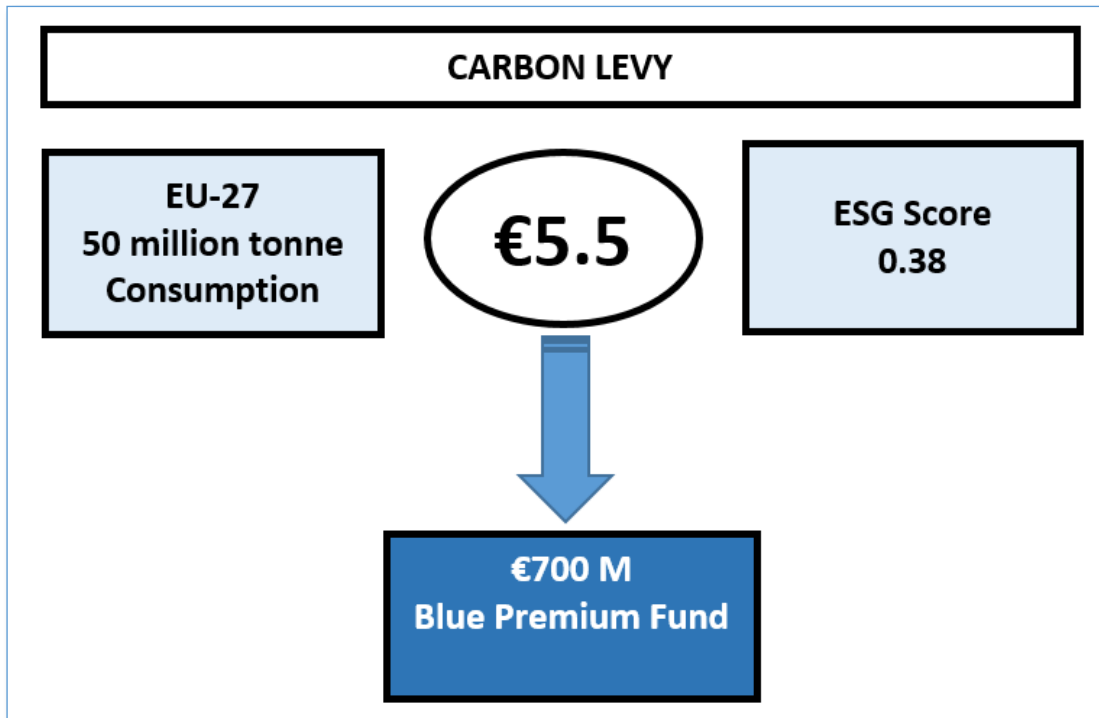 CARBON LEVY
EU-27
50 million tonne
Consumption
€5.5
ESG Score
0.38
€700 M
Blue Premium Fund